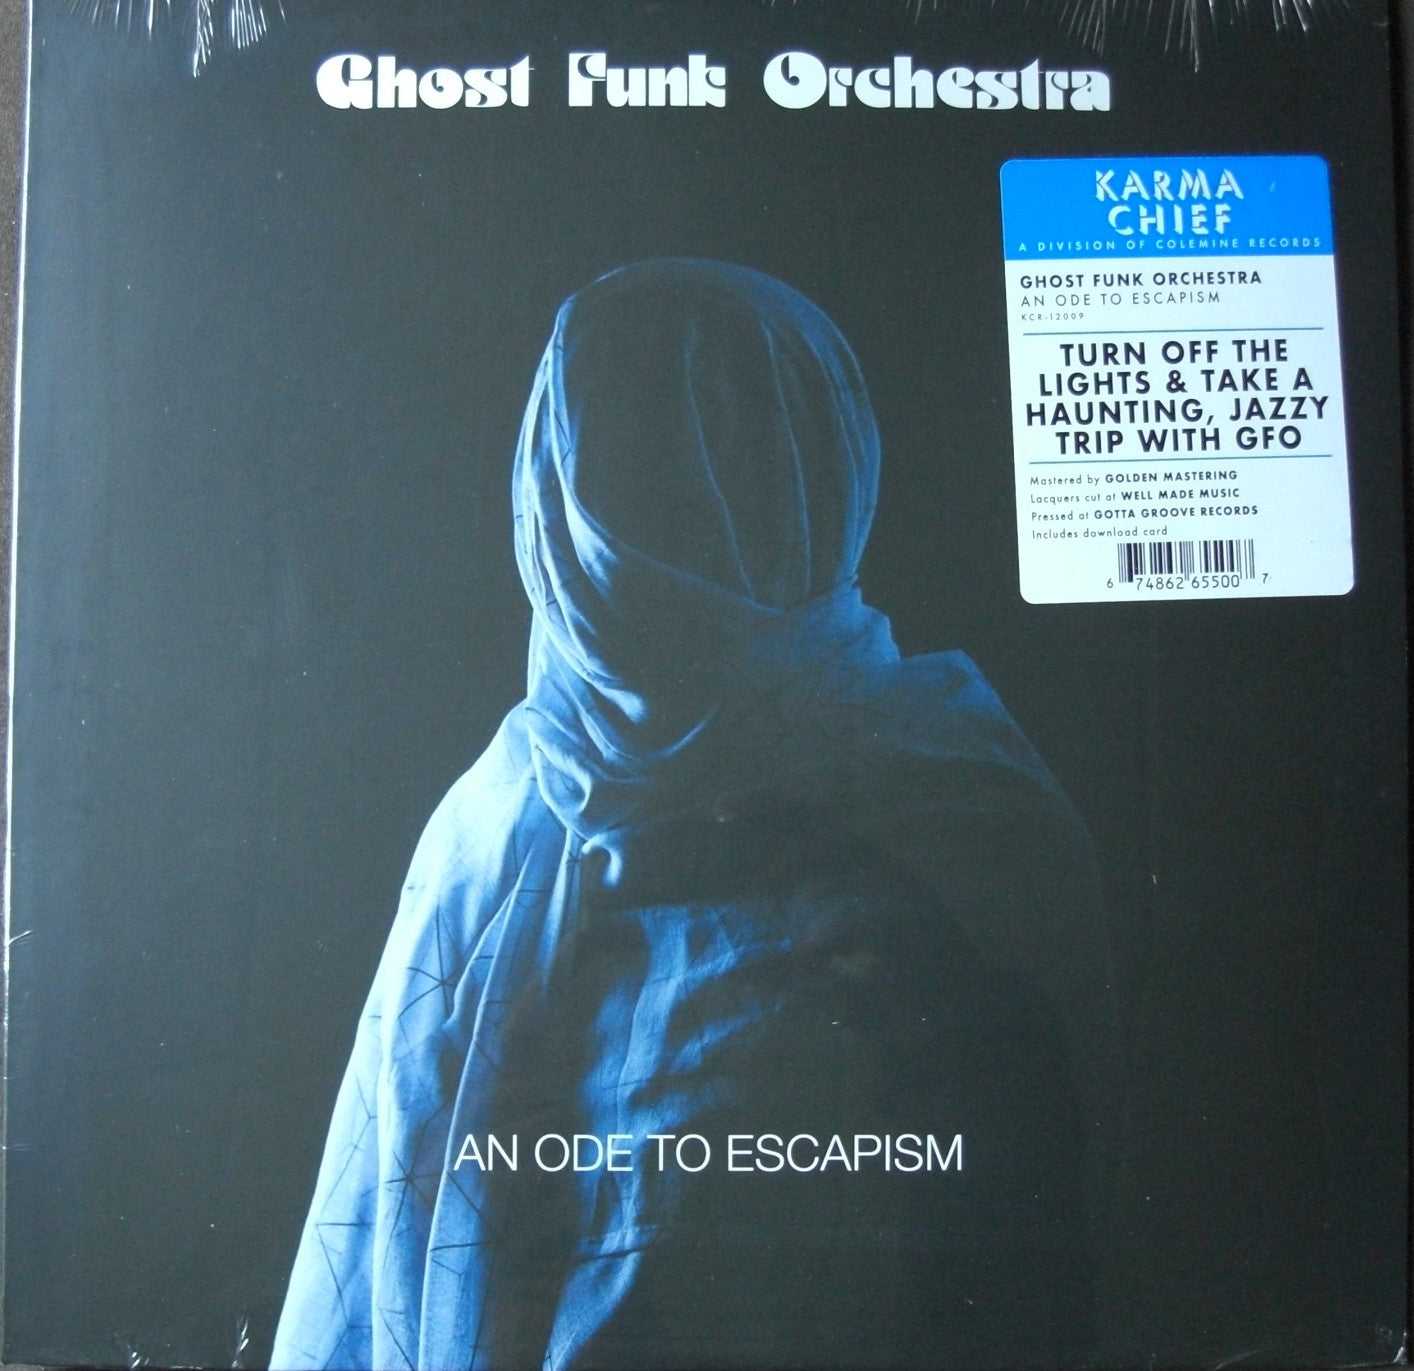 Ghost Funk Orchestra
KARMA
CHIEF
A DIVISION OF COLEMINE RECORDS
GHOST FUNK ORCHESTRA
AN ODE TO ESCAPISM
KCR-12009
TURN OFF THE
LIGHTS & TAKE A
HAUNTING, JAZZY
TRIP WITH GFO
Mastered by GOLDEN MASTERING
Lacquers cut at WELL MADE MUSIC
Pressed at GOTTA GROOVE RECORDS
Includes download card
6 74862 65500 7
AN ODE TO ESCAPISM